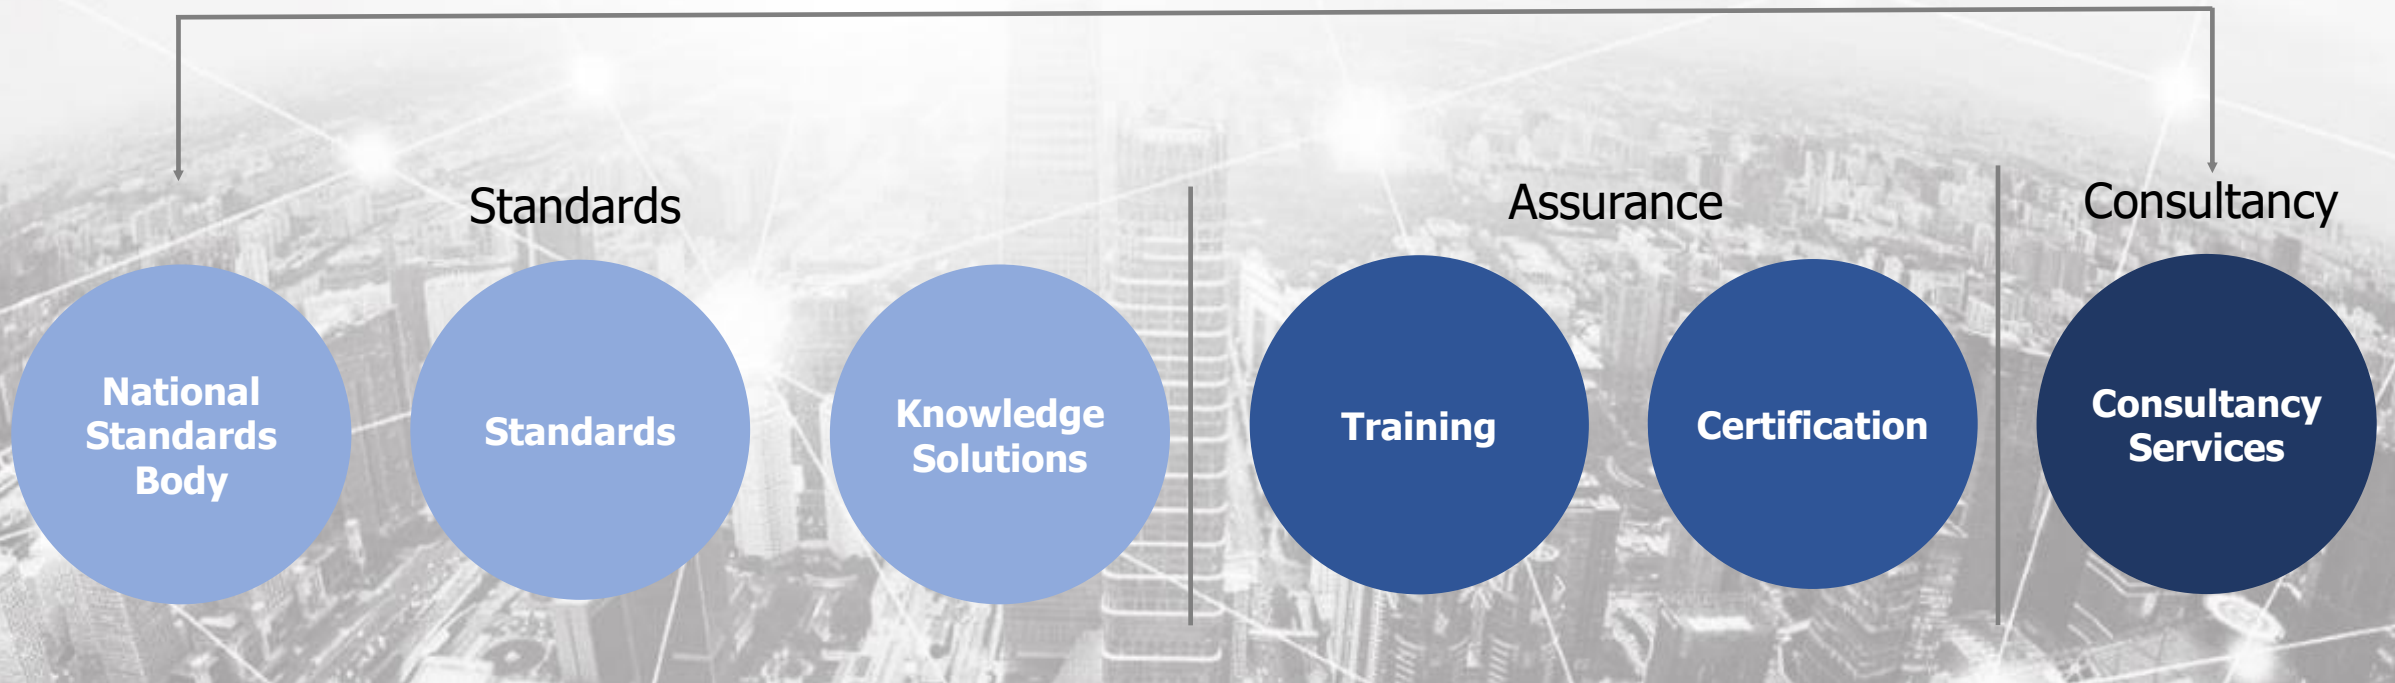 Standards
Assurance
Consultancy
National
Standards
Body
Standards
Knowledge
Solutions
Training
Certification
Consultancy
Services